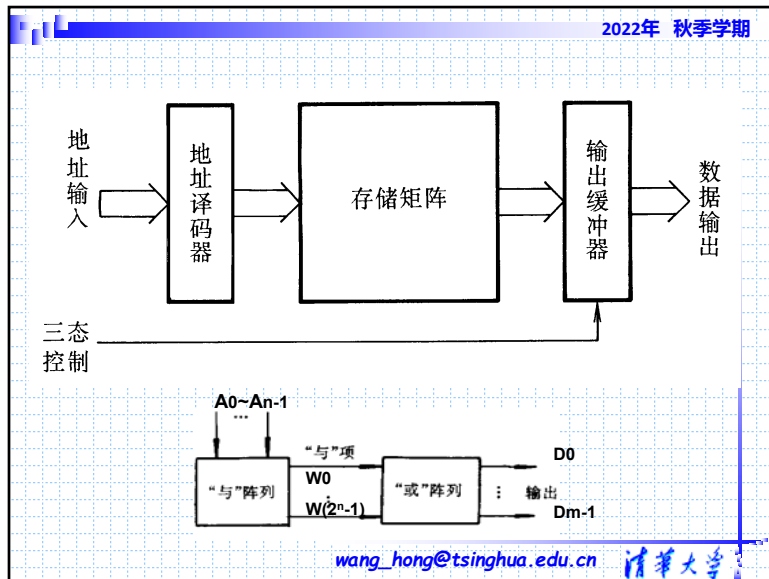 2022年 秋季学期
地址输入
地址译码器
存储矩阵
输出缓冲器
数据输出
三态
控制
A0~An-1
...
“与”阵列
“与”项
W0
⋮
W(2ⁿ-1)
“或”阵列
D0
⋮ 输出
Dm-1
wang_hong@tsinghua.edu.cn
清华大学